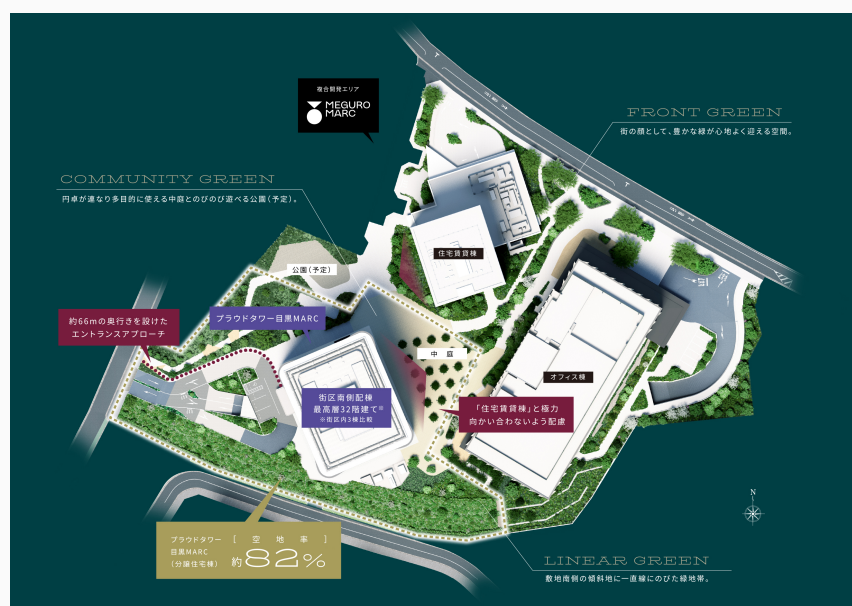 複合開発エリア
MEGURO
MARC
FRONT GREEN
街の顔として、豊かな緑が心地よく迎える空間。
COMMUNITY GREEN
円卓が連なり多目的に使える中庭とのびのび遊べる公園(予定)。
住宅賃貸棟
公園(予定)
約66mの奥行きを設けた
エントランスアプローチ
プラウドタワー目黒MARC
中庭
オフィス棟
街区南側配棟
最高層32階建て※
※街区内3棟比較
「住宅賃貸棟」と極力
向かい合わないよう配慮
N
プラウドタワー
目黒MARC
(分譲住宅棟)
[空地率]
約82%
LINEAR GREEN
敷地南側の傾斜地に一直線にのびた緑地帯。